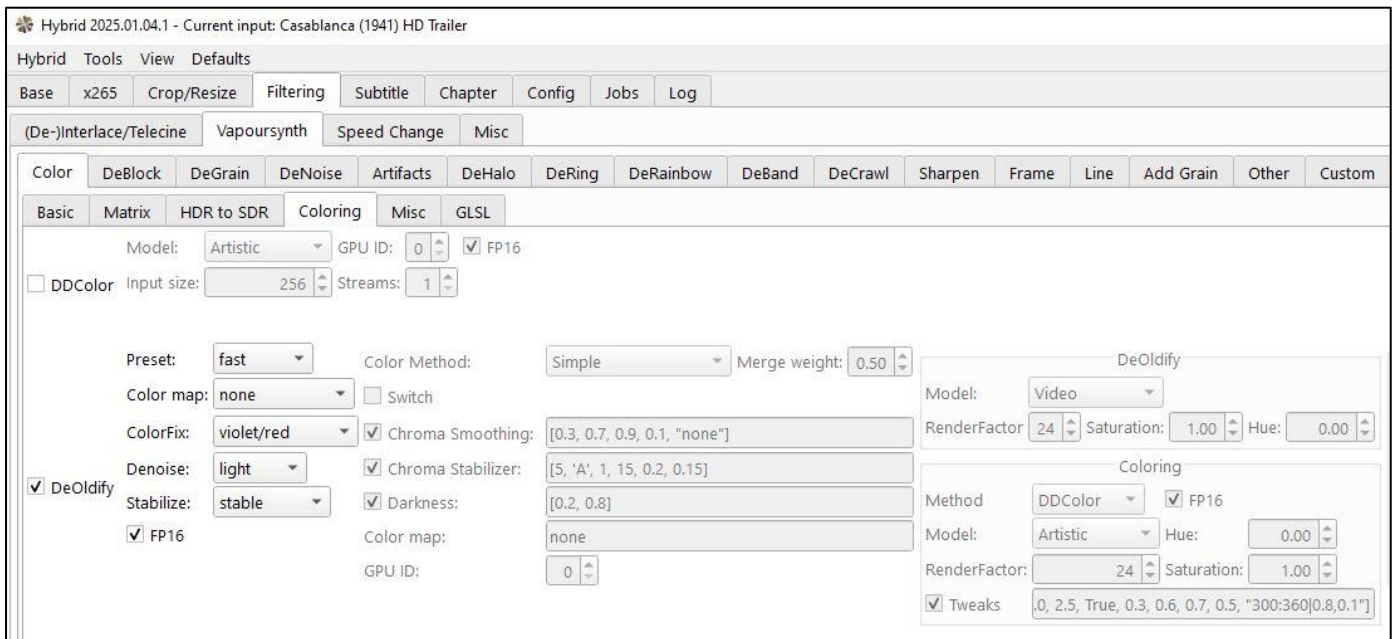 Hybrid 2025.01.04.1 - Current input: Casablanca (1941) HD Trailer
Hybrid Tools View Defaults
Base x265 Crop/Resize Filtering Subtitle Chapter Config Jobs Log
(De-)Interlace/Telecine Vapoursynth Speed Change Misc
Color DeBlock DeGrain DeNoise Artifacts DeHalo DeRing DeRainbow DeBand DeCrawl Sharpen Frame Line Add Grain Other Custom
Basic Matrix HDR to SDR Coloring Misc GLSL
Model: Artistic GPU ID: 0 FP16
DDColor Input size: 256 Streams: 1
Preset: fast Color Method: Simple Merge weight: 0.50 DeOldify
Color map: none Switch Model: Video
ColorFix: violet/red Chroma Smoothing: [0.3, 0.7, 0.9, 0.1, "none"] RenderFactor 24 Saturation: 1.00 Hue: 0.00
Denoise: light Chroma Stabilizer: [5, 'A', 1, 15, 0.2, 0.15] Coloring
DeOldify Stabilize: stable Darkness: [0.2, 0.8] Method DDColor FP16
FP16 Color map: none Model: Artistic Hue: 0.00
GPU ID: 0 RenderFactor: 24 Saturation: 1.00
Tweaks .0, 2.5, True, 0.3, 0.6, 0.7, 0.5, "300:360|0.8,0.1"]